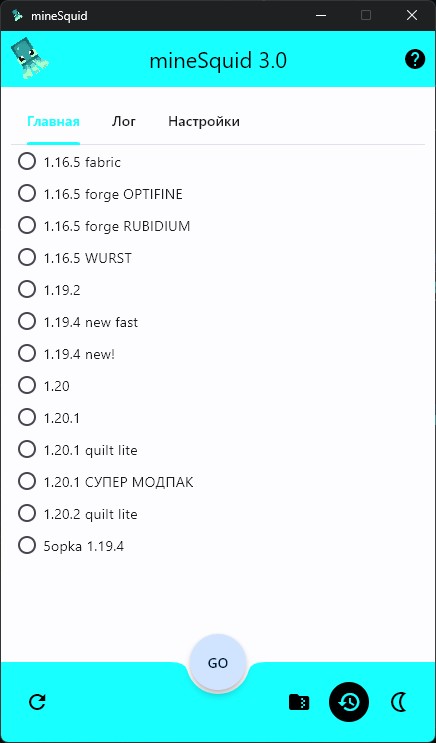 mineSquid
mineSquid 3.0
Главная Лог Настройки
1.16.5 fabric
1.16.5 forge OPTIFINE
1.16.5 forge RUBIDIUM
1.16.5 WURST
1.19.2
1.19.4 new fast
1.19.4 new!
1.20
1.20.1
1.20.1 quilt lite
1.20.1 СУПЕР МОДПАК
1.20.2 quilt lite
5opka 1.19.4
GO